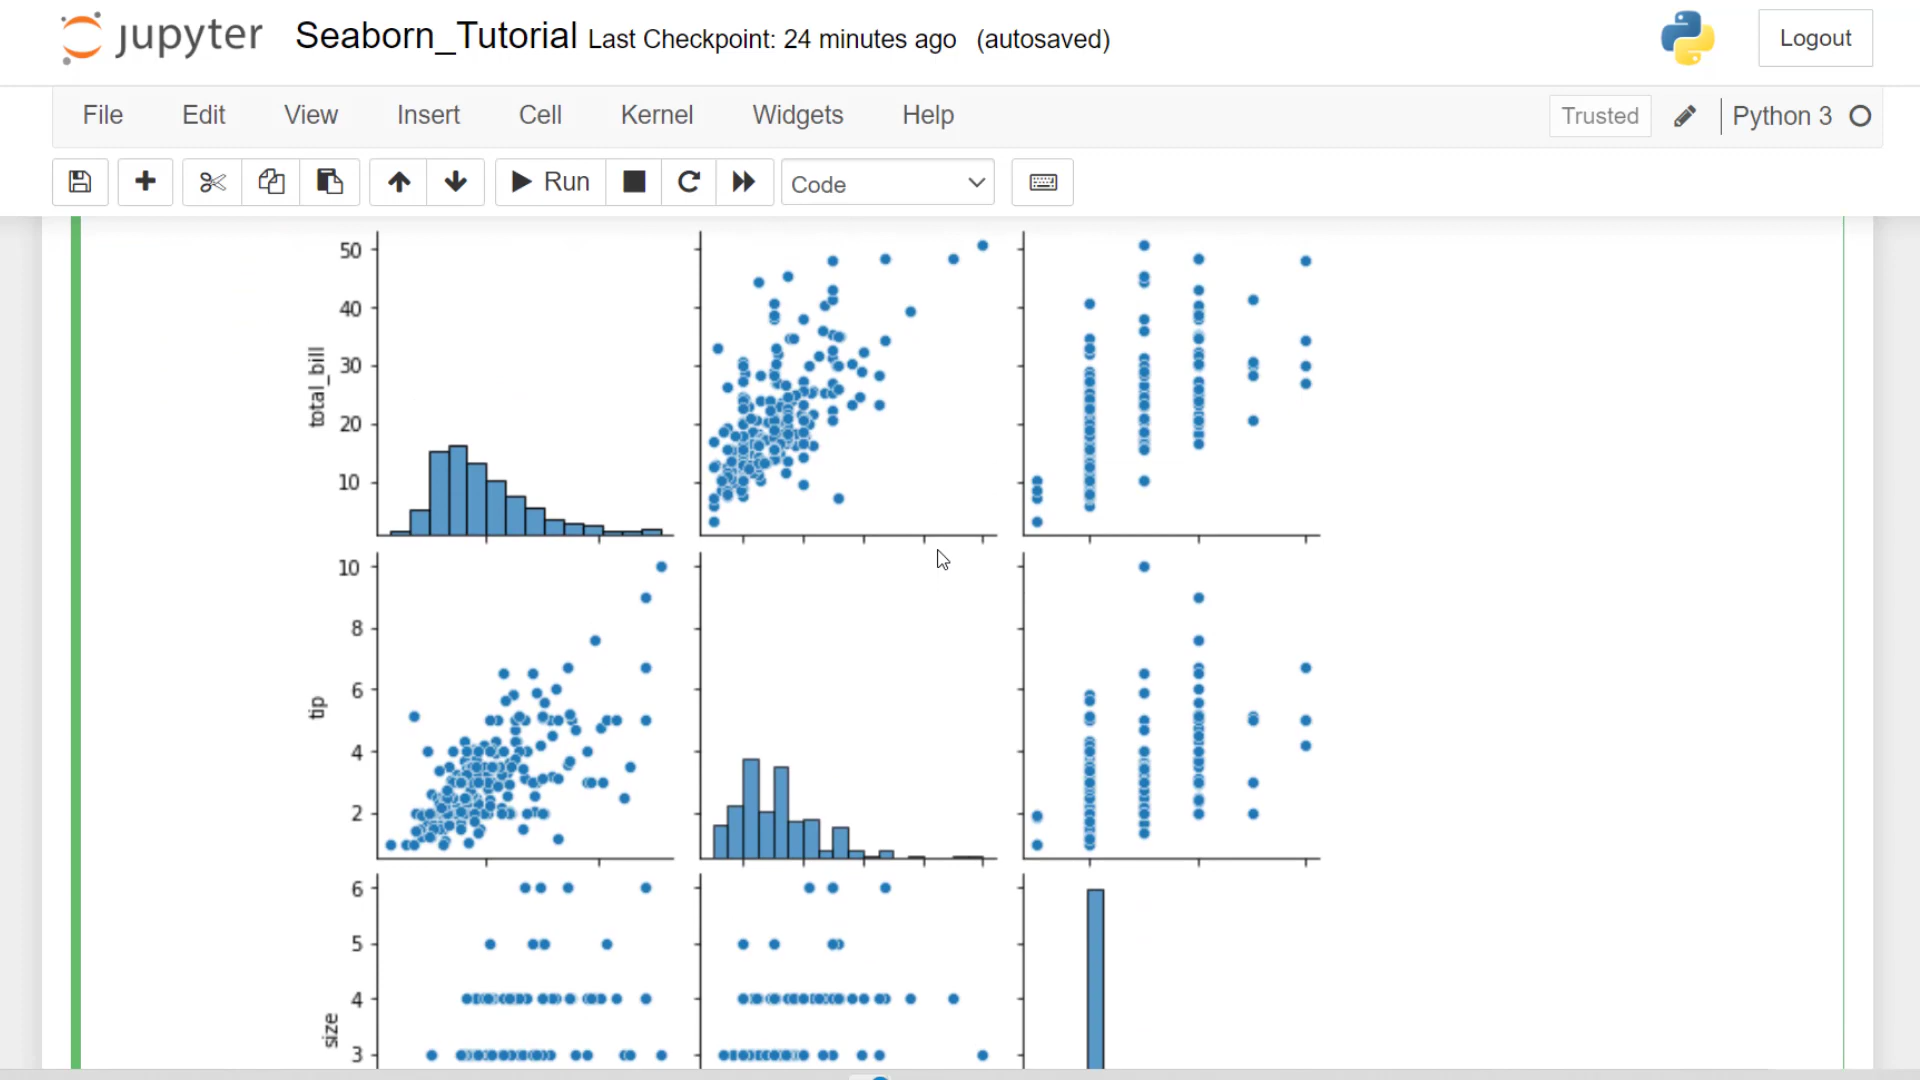 jupyter Seaborn_Tutorial Last Checkpoint: 24 minutes ago (autosaved) Logout
File Edit View Insert Cell Kernel Widgets Help Trusted Python 3
Run Code
50
40
30
20
10
total_bill
10
8
6
4
2
tip
6
5
4
3
size